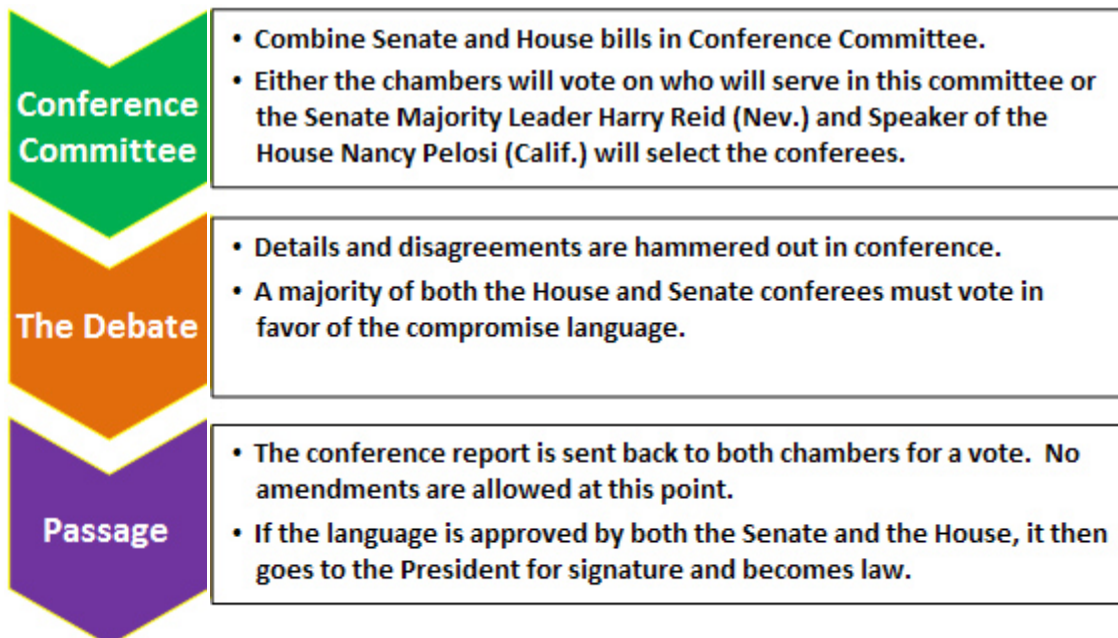 Conference
Committee
• Combine Senate and House bills in Conference Committee.
• Either the chambers will vote on who will serve in this committee or
the Senate Majority Leader Harry Reid (Nev.) and Speaker of the
House Nancy Pelosi (Calif.) will select the conferees.
The Debate
• Details and disagreements are hammered out in conference.
• A majority of both the House and Senate conferees must vote in
favor of the compromise language.
Passage
• The conference report is sent back to both chambers for a vote.  No
amendments are allowed at this point.
• If the language is approved by both the Senate and the House, it then
goes to the President for signature and becomes law.